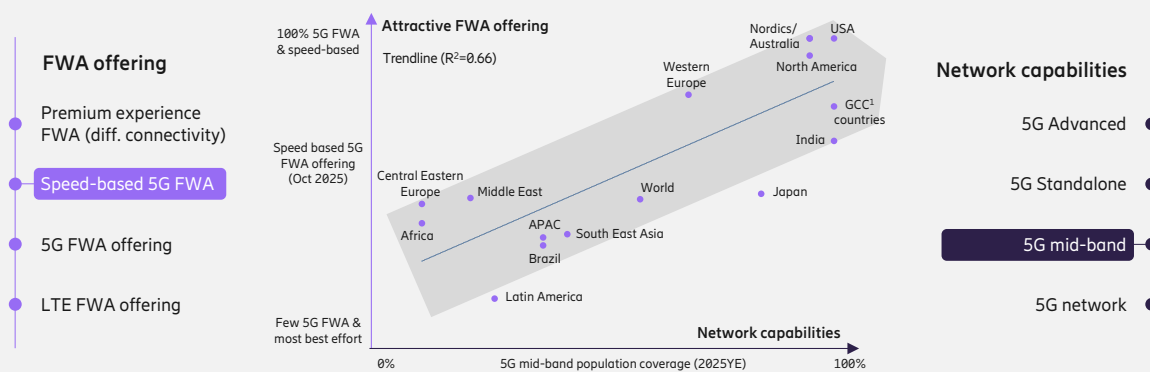 FWA offering
Premium experience
FWA (diff. connectivity)
Speed-based 5G FWA
5G FWA offering
LTE FWA offering
100% 5G FWA
& speed-based
Speed based 5G
FWA offering
(Oct 2025)
Few 5G FWA &
most best effort
Attractive FWA offering
Trendline (R²=0.66)
Nordics/
Australia
USA
North America
Western
Europe
GCC¹
countries
India
Central Eastern
Europe
Middle East
World
Japan
Africa
APAC
South East Asia
Brazil
Latin America
Network capabilities
0%
5G mid-band population coverage (2025YE)
100%
Network capabilities
5G Advanced
5G Standalone
5G mid-band
5G network